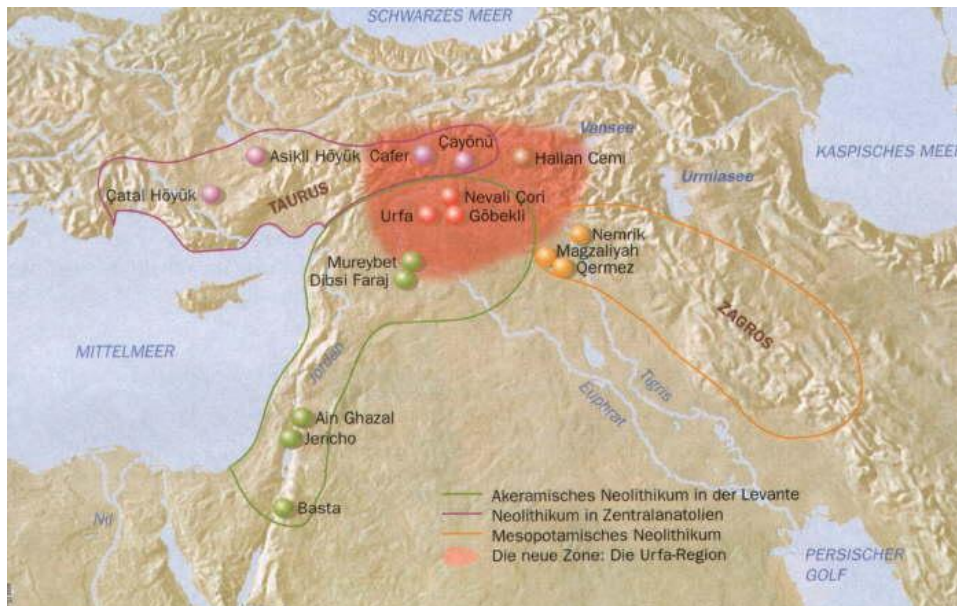 SCHWARZES MEER
Vansee
KASPISCHES MEER
Urmiasee
Asikli Höyük
Cafer
Çayönü
Hallan Cemi
Çatal Höyük
TAURUS
Nevali Çori
Urfa
Göbekli
Nemrik
Magzaliyah
Qermez
Mureybet
Dibsi Faraj
ZAGROS
MITTELMEER
Jordan
Tigris
Euphrat
Ain Ghazal
Jericho
Basta
Nil
Akeramisches Neolithikum in der Levante
Neolithikum in Zentralanatolien
Mesopotamisches Neolithikum
Die neue Zone: Die Urfa-Region
PERSISCHER
GOLF